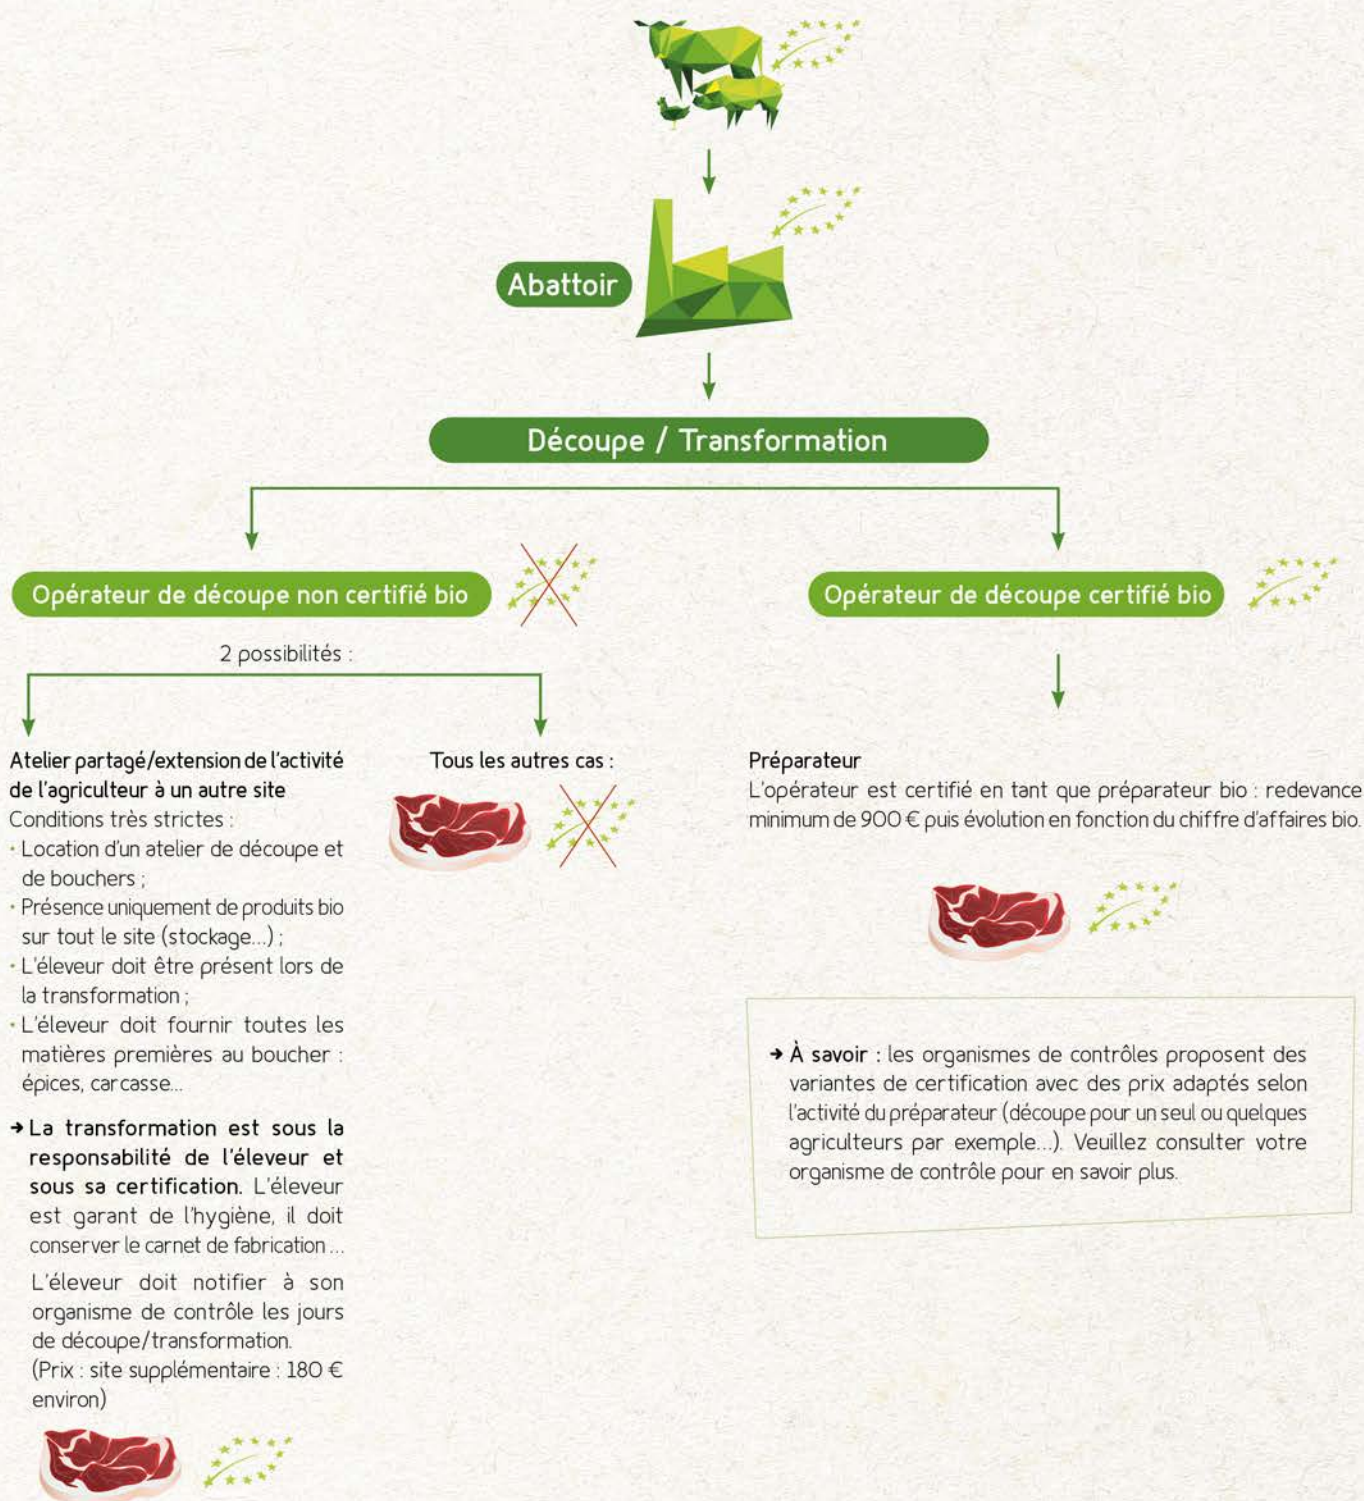 Abattoir
Découpe / Transformation
Opérateur de découpe non certifié bio
Opérateur de découpe certifié bio
2 possibilités :
Atelier partagé/extension de l'activité
de l'agriculteur à un autre site
Conditions très strictes :
• Location d'un atelier de découpe et
de bouchers ;
• Présence uniquement de produits bio
sur tout le site (stockage...) ;
• L'éleveur doit être présent lors de
la transformation ;
• L'éleveur doit fournir toutes les
matières premières au boucher :
épices, carcasse...
→ La transformation est sous la
responsabilité de l'éleveur et
sous sa certification. L'éleveur
est garant de l'hygiène, il doit
conserver le carnet de fabrication ...
L'éleveur doit notifier à son
organisme de contrôle les jours
de découpe/transformation.
(Prix : site supplémentaire : 180 €
environ)
Tous les autres cas :
Préparateur
L'opérateur est certifié en tant que préparateur bio : redevance
minimum de 900 € puis évolution en fonction du chiffre d'affaires bio.
→ À savoir : les organismes de contrôles proposent des
variantes de certification avec des prix adaptés selon
l'activité du préparateur (découpe pour un seul ou quelques
agriculteurs par exemple...). Veuillez consulter votre
organisme de contrôle pour en savoir plus.